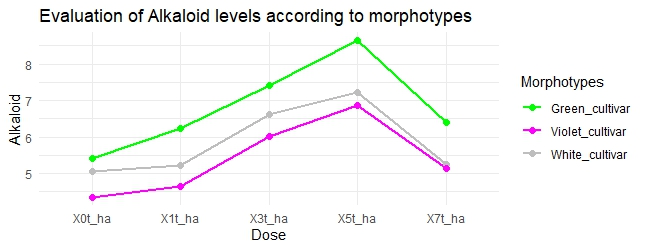 Evaluation of Alkaloid levels according to morphotypes
Alkaloid
8
7
6
5
X0t_ha X1t_ha X3t_ha X5t_ha X7t_ha
Dose
Morphotypes
Green_cultivar
Violet_cultivar
White_cultivar